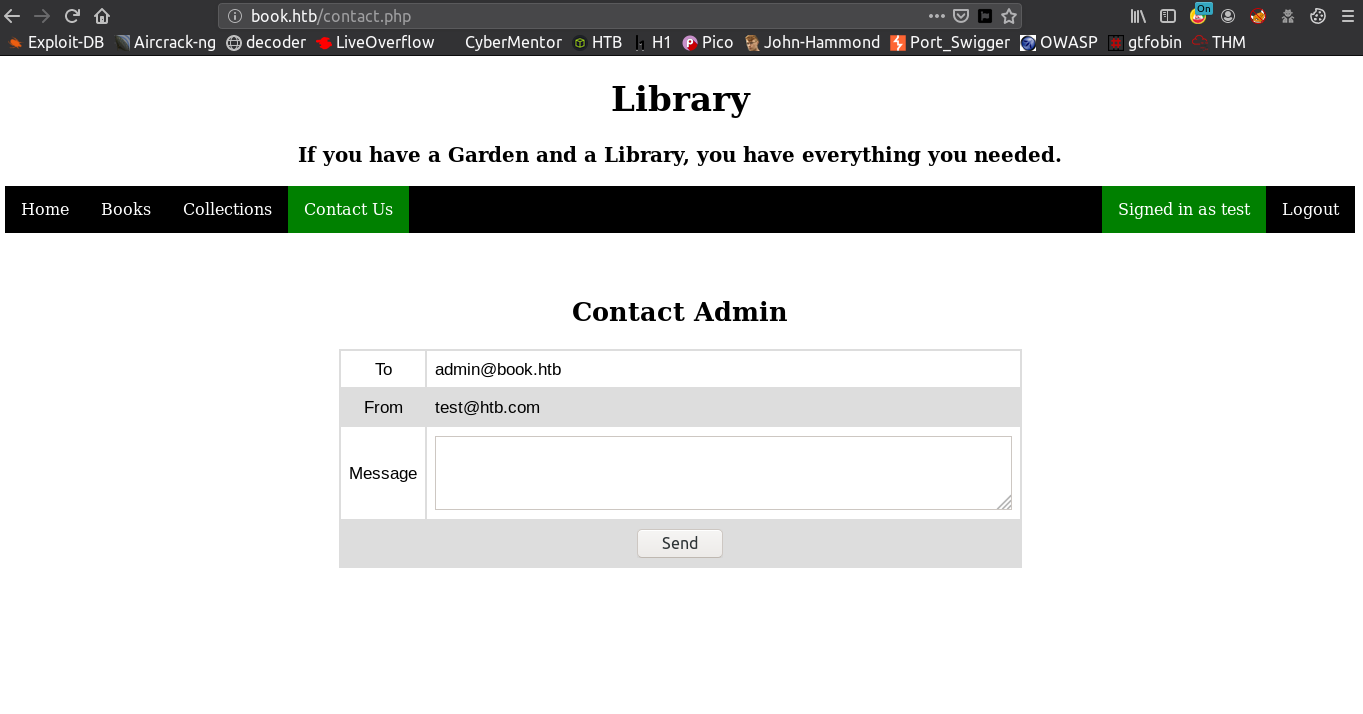 book.htb/contact.php
On
Exploit-DB Aircrack-ng decoder LiveOverflow CyberMentor HTB H1 Pico John-Hammond Port_Swigger OWASP gtfobin THM
Library
If you have a Garden and a Library, you have everything you needed.
Home Books Collections Contact Us Signed in as test Logout
Contact Admin
To admin@book.htb
From test@htb.com
Message
Send